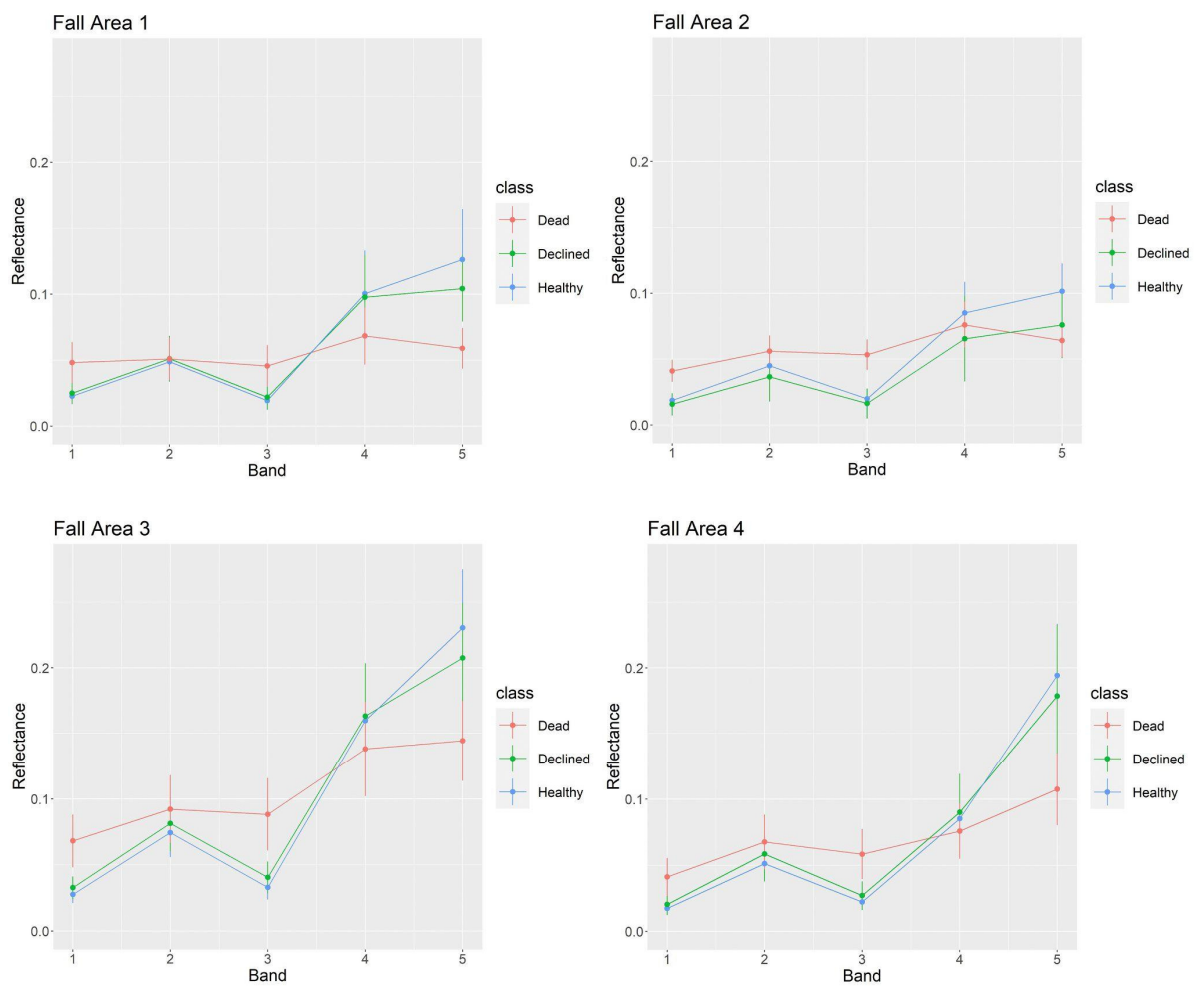 Fall Area 1
Reflectance
0.2
0.1
0.0
1 2 3 4 5
Band
class
Dead
Declined
Healthy
Fall Area 2
Reflectance
0.2
0.1
0.0
1 2 3 4 5
Band
class
Dead
Declined
Healthy
Fall Area 3
Reflectance
0.2
0.1
0.0
1 2 3 4 5
Band
class
Dead
Declined
Healthy
Fall Area 4
Reflectance
0.2
0.1
0.0
1 2 3 4 5
Band
class
Dead
Declined
Healthy